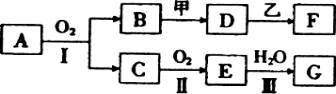 A O₂ Ⅰ B 甲 D 乙 F
C O₂ Ⅱ E H₂O Ⅲ G